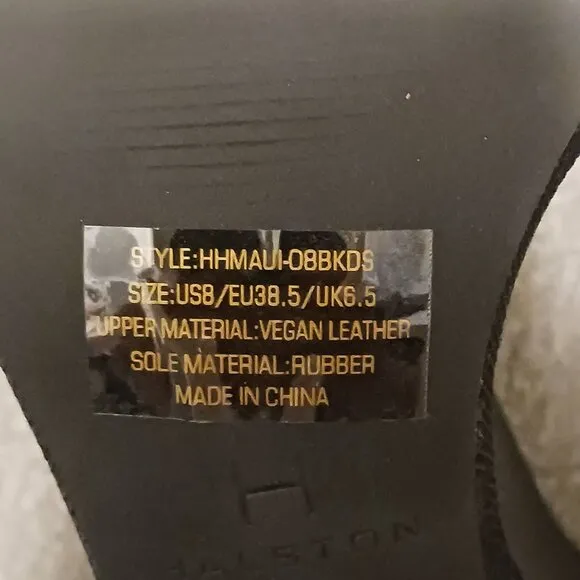 STYLE:HHMAUI-08BKDS
SIZE:US8/EU38.5/UK6.5
UPPER MATERIAL:VEGAN LEATHER
SOLE MATERIAL:RUBBER
MADE IN CHINA
HALSTON